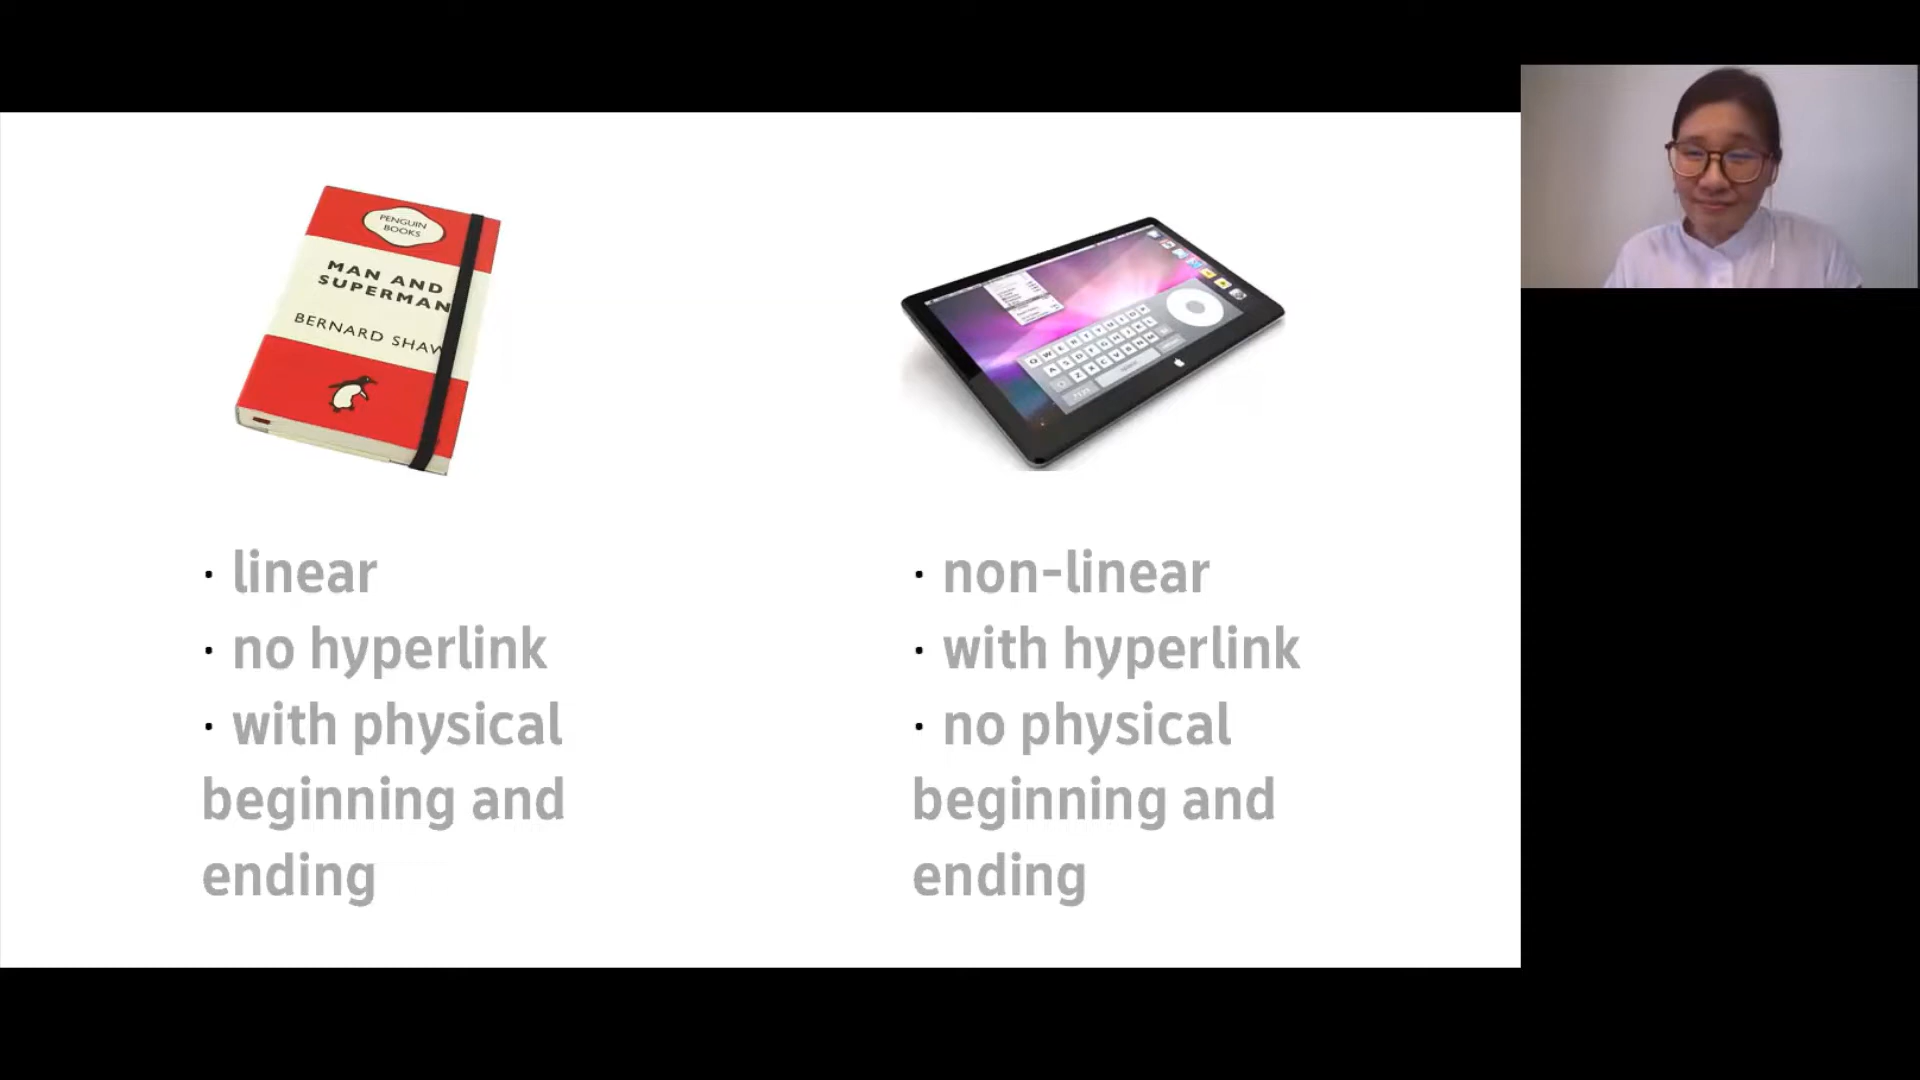 PENGUIN
BOOKS
MAN AND
SUPERMAN
BERNARD SHAW
· linear
· no hyperlink
· with physical
beginning and
ending
Q W E R T Y U I O P
A S D F G H J K L
Z X C V B N M
· non-linear
· with hyperlink
· no physical
beginning and
ending